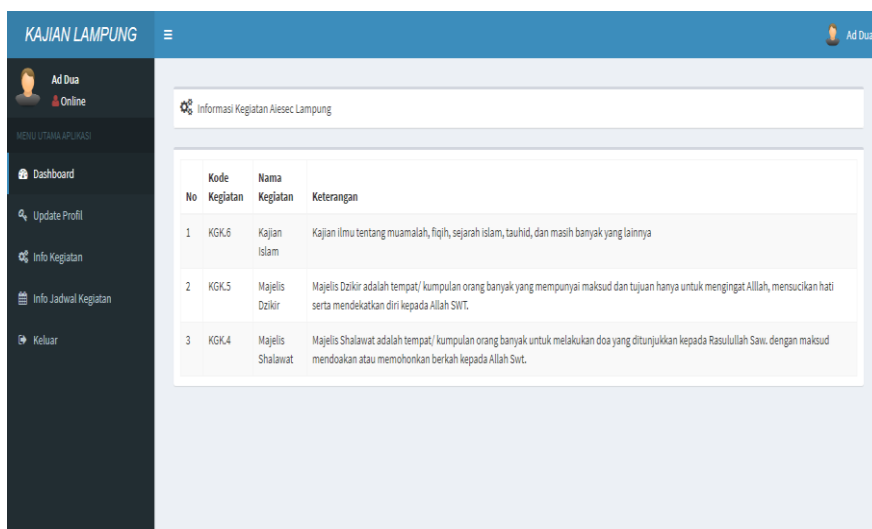 KAJIAN LAMPUNG
Ad Dua
Ad Dua
Online
MENU UTAMA APLIKASI
Dashboard
Update Profil
Info Kegiatan
Info Jadwal Kegiatan
Keluar
Informasi Kegiatan Aiesec Lampung
No Kode Kegiatan Nama Kegiatan Keterangan
1 KGK.6 Kajian Islam Kajian ilmu tentang muamalah, fiqih, sejarah islam, tauhid, dan masih banyak yang lainnya
2 KGK.5 Majelis Dzikir Majelis Dzikir adalah tempat/ kumpulan orang banyak yang mempunyai maksud dan tujuan hanya untuk mengingat Alllah, mensucikan hati
serta mendekatkan diri kepada Allah SWT.
3 KGK.4 Majelis Shalawat Majelis Shalawat adalah tempat/ kumpulan orang banyak untuk melakukan doa yang ditunjukkan kepada Rasulullah Saw. dengan maksud
mendoakan atau memohonkan berkah kepada Allah Swt.